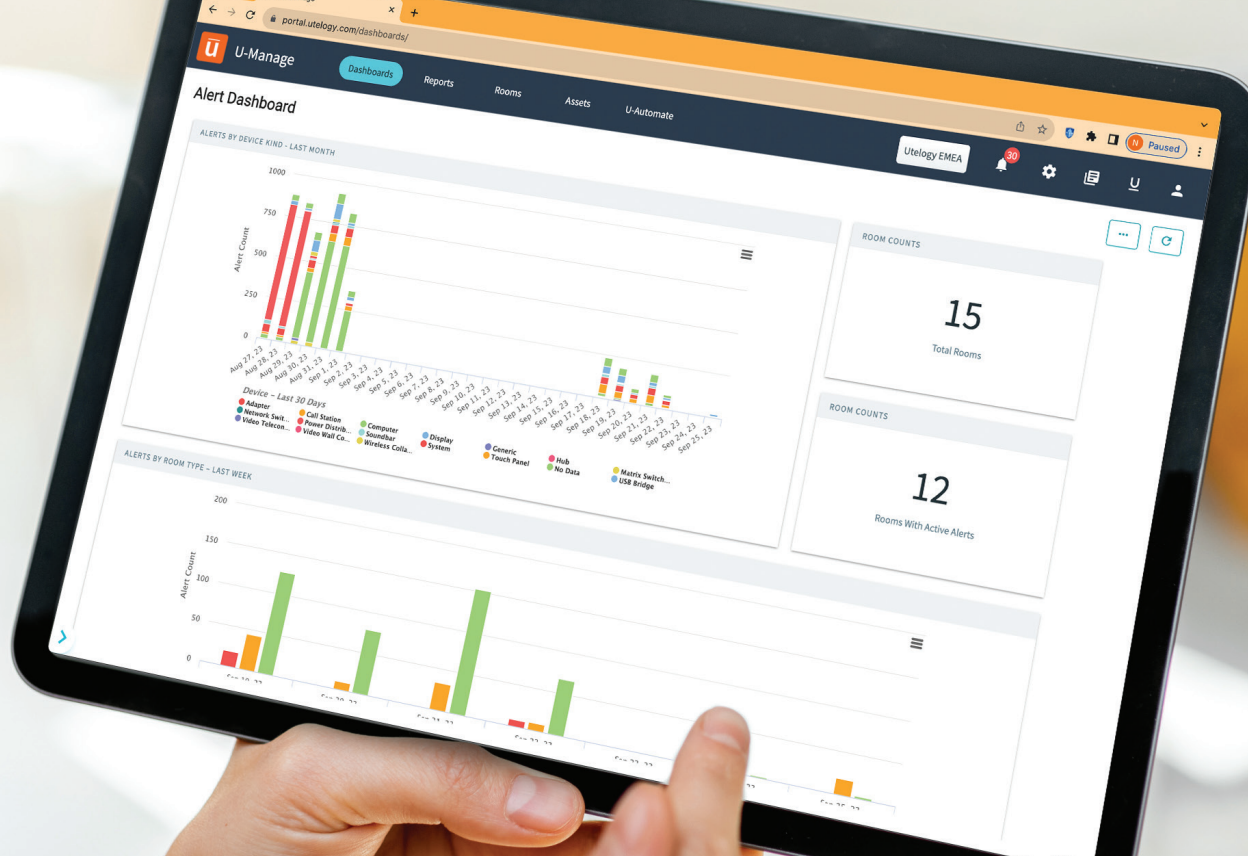 portal.utelogy.com/dashboards/
N Paused
U-Manage
Dashboards
Reports
Rooms
Assets
U-Automate
Utelogy EMEA
30
U
Alert Dashboard
ALERTS BY DEVICE KIND - LAST MONTH
1000
750
500
250
0
Alert Count
Aug 27, 23
Aug 28, 23
Aug 29, 23
Aug 30, 23
Aug 31, 23
Sep 1, 23
Sep 2, 23
Sep 3, 23
Sep 4, 23
Sep 5, 23
Sep 6, 23
Sep 7, 23
Sep 8, 23
Sep 9, 23
Sep 10, 23
Sep 11, 23
Sep 12, 23
Sep 13, 23
Sep 14, 23
Sep 15, 23
Sep 16, 23
Sep 17, 23
Sep 18, 23
Sep 19, 23
Sep 20, 23
Sep 21, 23
Sep 22, 23
Sep 23, 23
Sep 24, 23
Sep 25, 23
Device – Last 30 Days
Adapter
Network Swit...
Video Telecon...
Call Station
Power Distrib...
Video Wall Co...
Computer
Soundbar
Wireless Colla...
Display
System
Generic
Touch Panel
Hub
No Data
Matrix Switch...
USB Bridge
ROOM COUNTS
15
Total Rooms
ROOM COUNTS
12
Rooms With Active Alerts
ALERTS BY ROOM TYPE – LAST WEEK
200
150
100
50
0
Alert Count